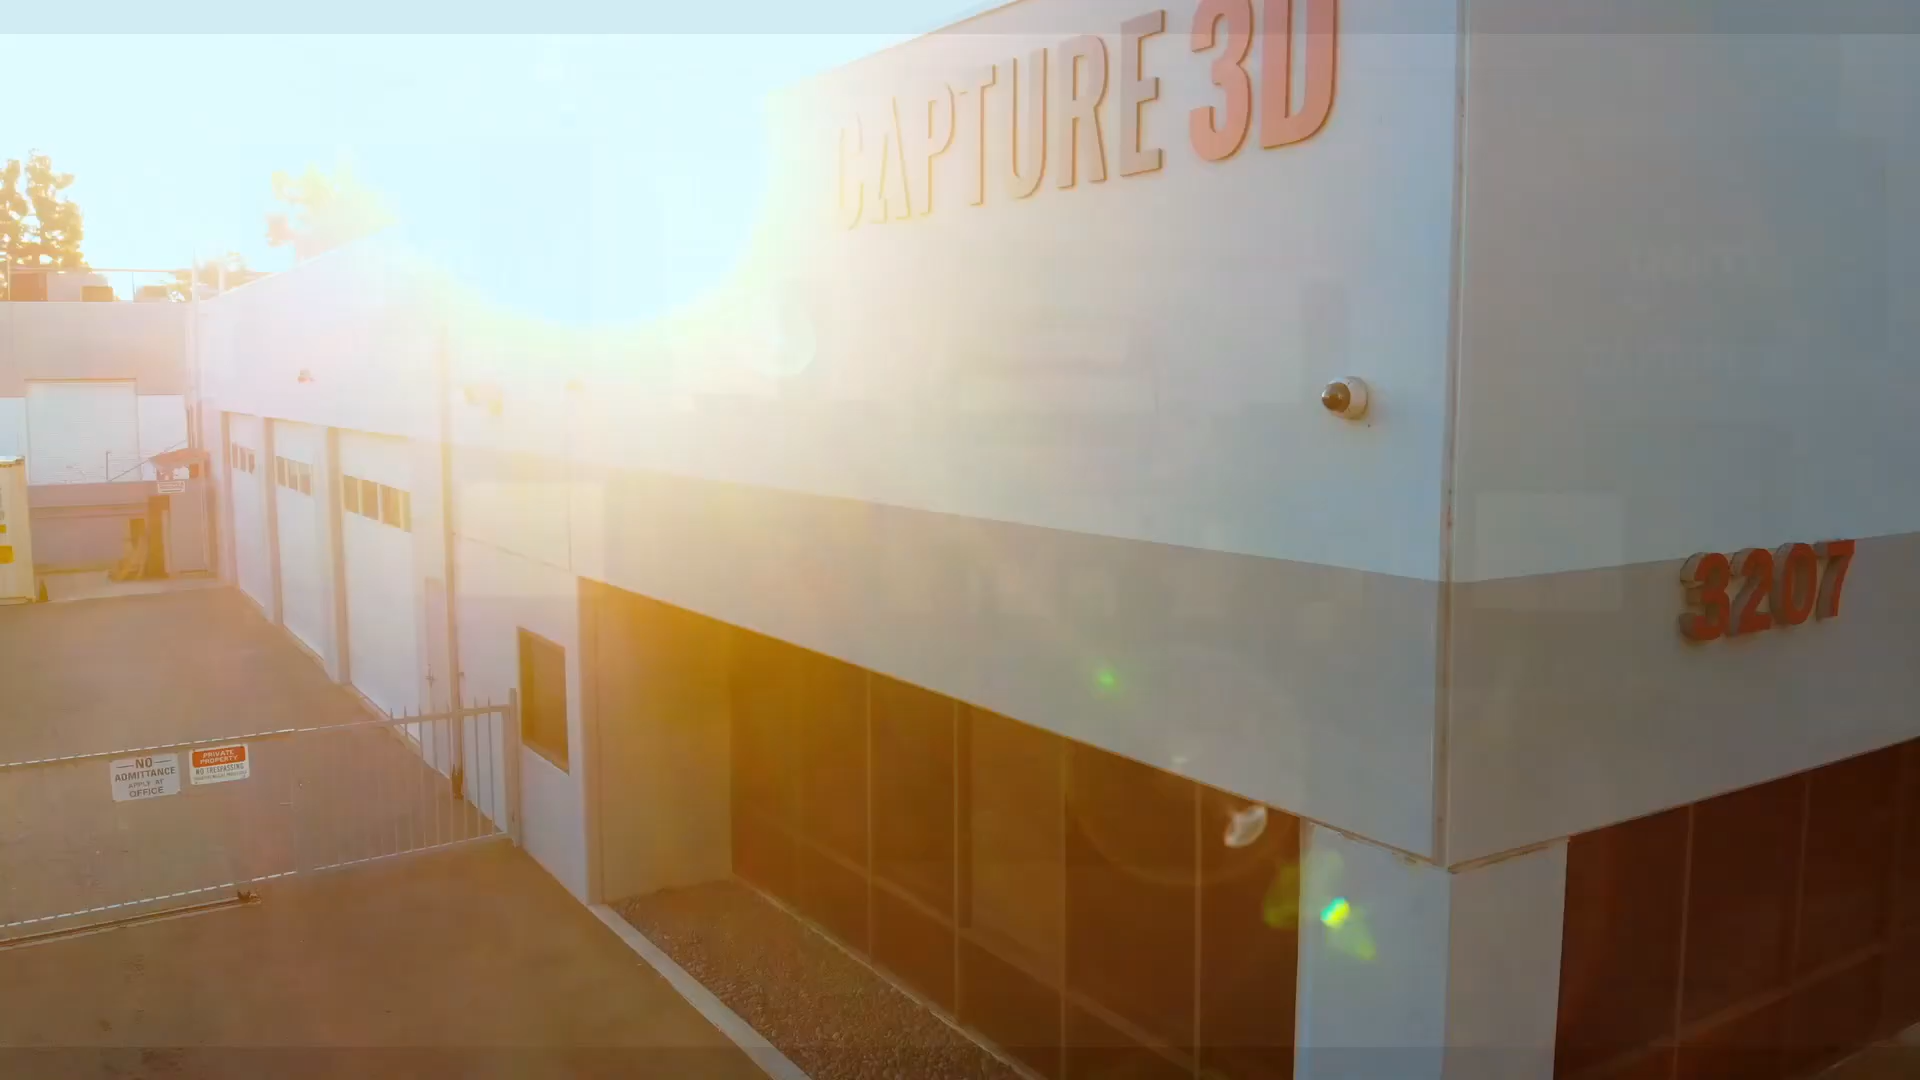 CAPTURE 3D
3207
NO
ADMITTANCE
APPLY AT
OFFICE
PRIVATE
PROPERTY
NO TRESPASSING